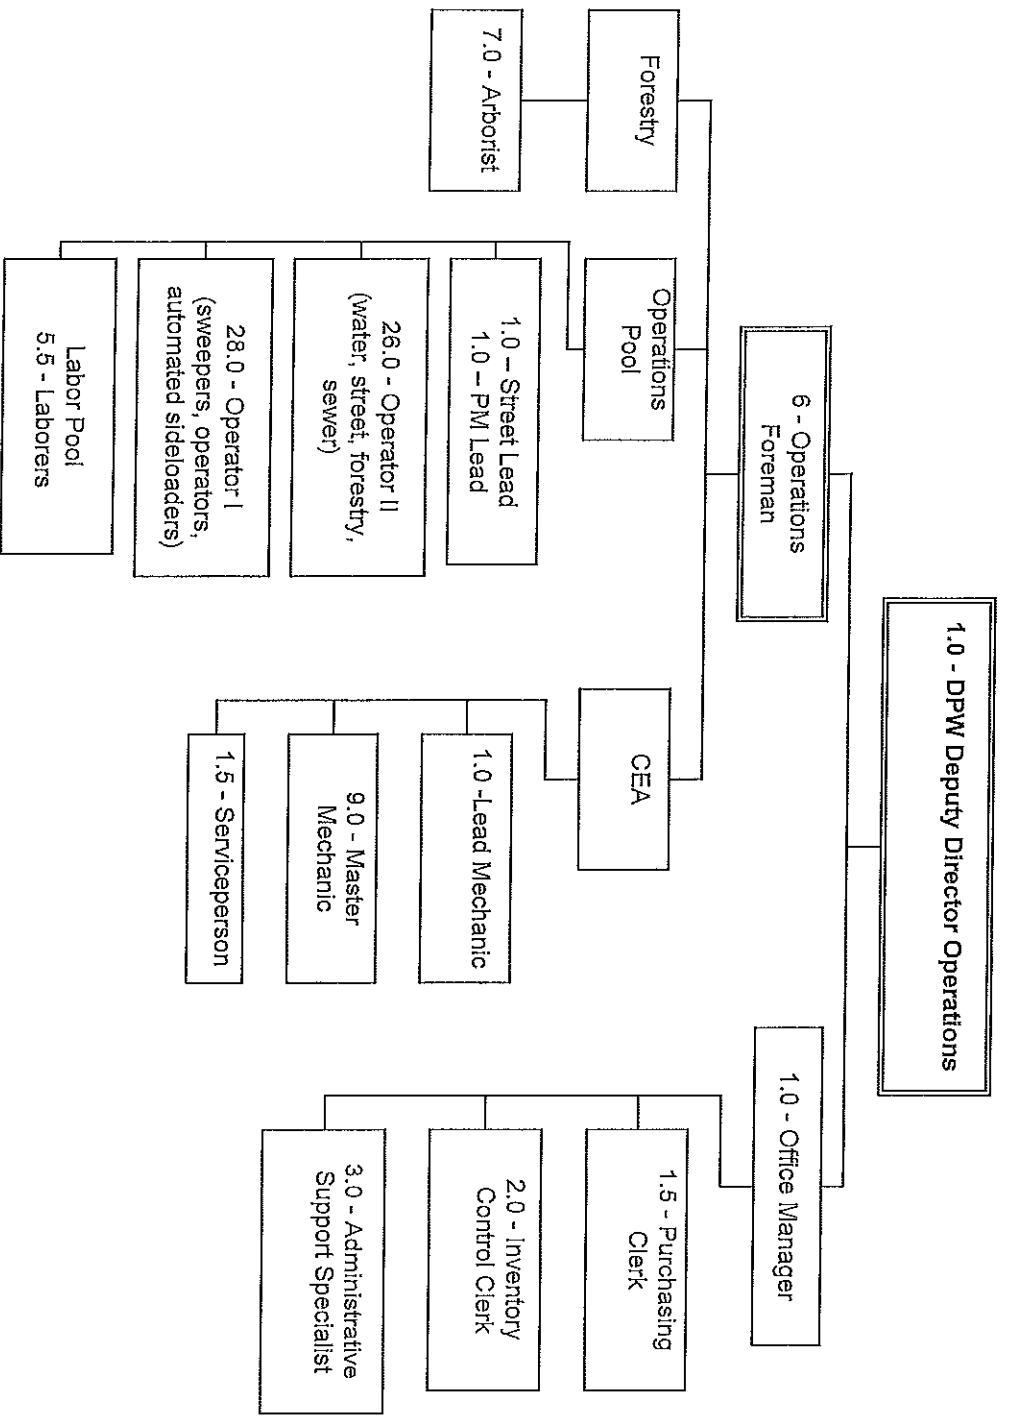 1.0 - DPW Deputy Director Operations
6 - Operations
Foreman
1.0 - Office Manager
Forestry
Operations
Pool
CEA
7.0 - Arborist
1.0 – Street Lead
1.0 – PM Lead
26.0 - Operator II
(water, street, forestry,
sewer)
28.0 - Operator I
(sweepers, operators,
automated sideloaders)
Labor Pool
5.5 - Laborers
1.0 -Lead Mechanic
9.0 - Master
Mechanic
1.5 - Serviceperson
1.5 - Purchasing
Clerk
2.0 - Inventory
Control Clerk
3.0 - Administrative
Support Specialist